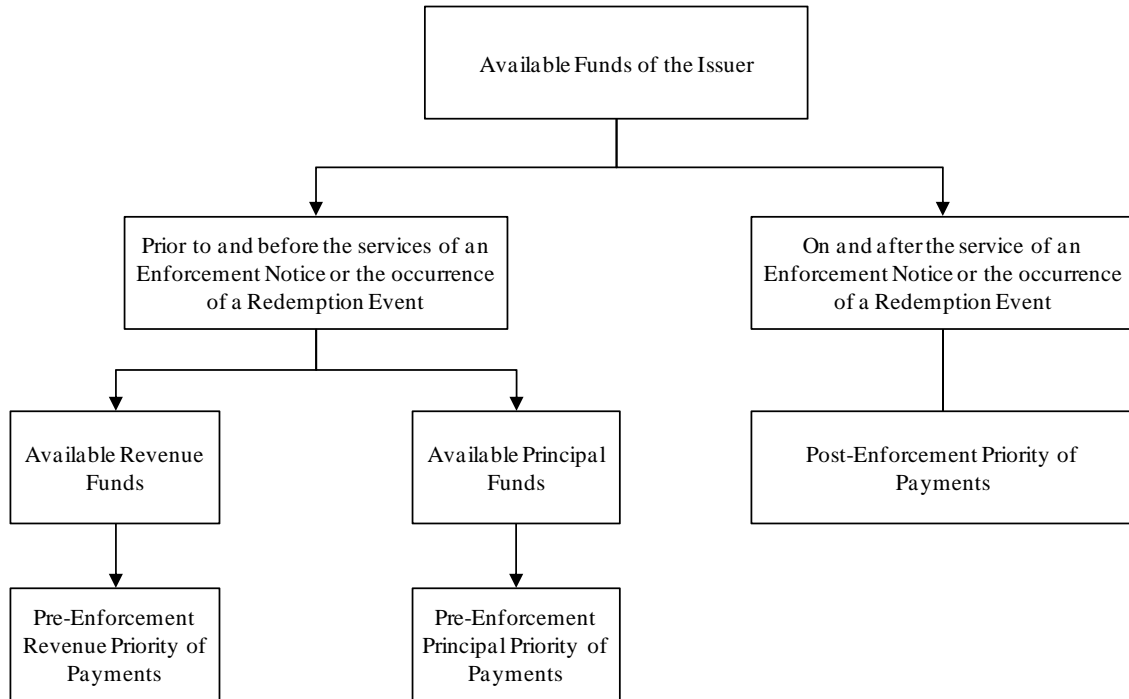 Available Funds of the Issuer
Prior to and before the services of an
Enforcement Notice or the occurrence
of a Redemption Event
On and after the service of an
Enforcement Notice or the occurrence
of a Redemption Event
Available Revenue
Funds
Available Principal
Funds
Post-Enforcement Priority of
Payments
Pre-Enforcement
Revenue Priority of
Payments
Pre-Enforcement
Principal Priority of
Payments